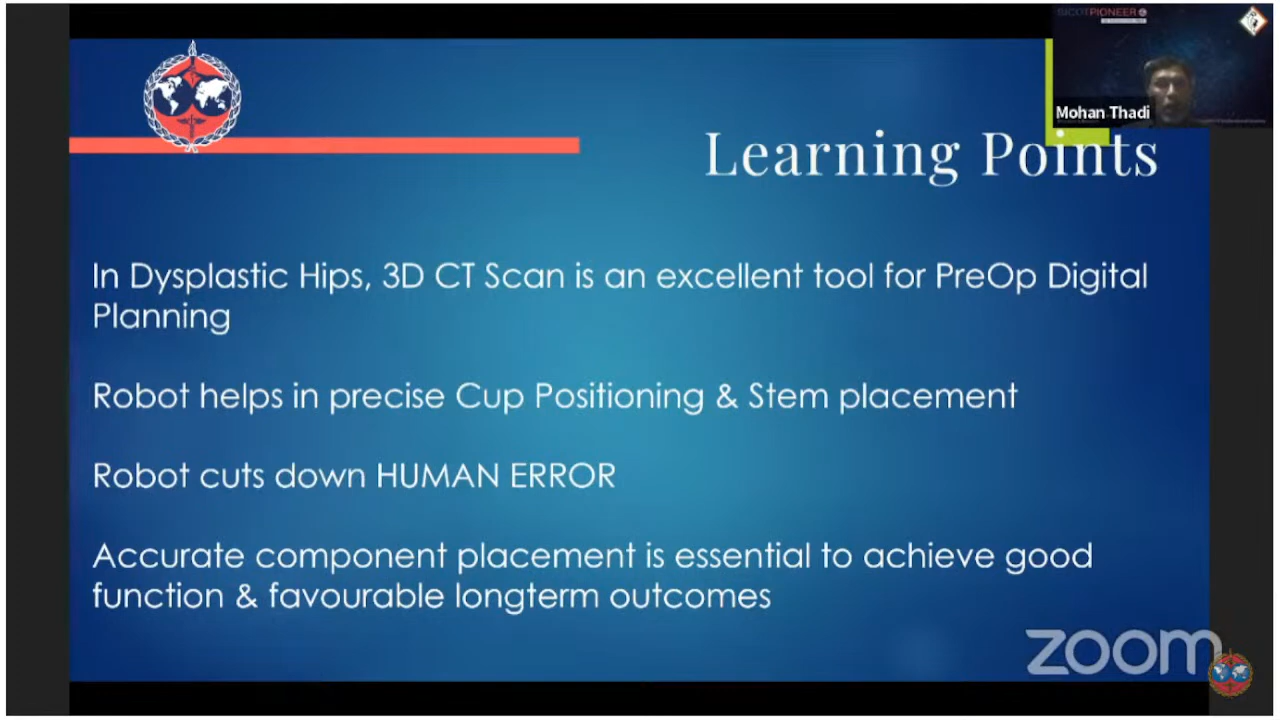 SICOTPIONEER
Mohan Thadi
Learning Points
In Dysplastic Hips, 3D CT Scan is an excellent tool for PreOp Digital
Planning
Robot helps in precise Cup Positioning & Stem placement
Robot cuts down HUMAN ERROR
Accurate component placement is essential to achieve good
function & favourable longterm outcomes
zoom